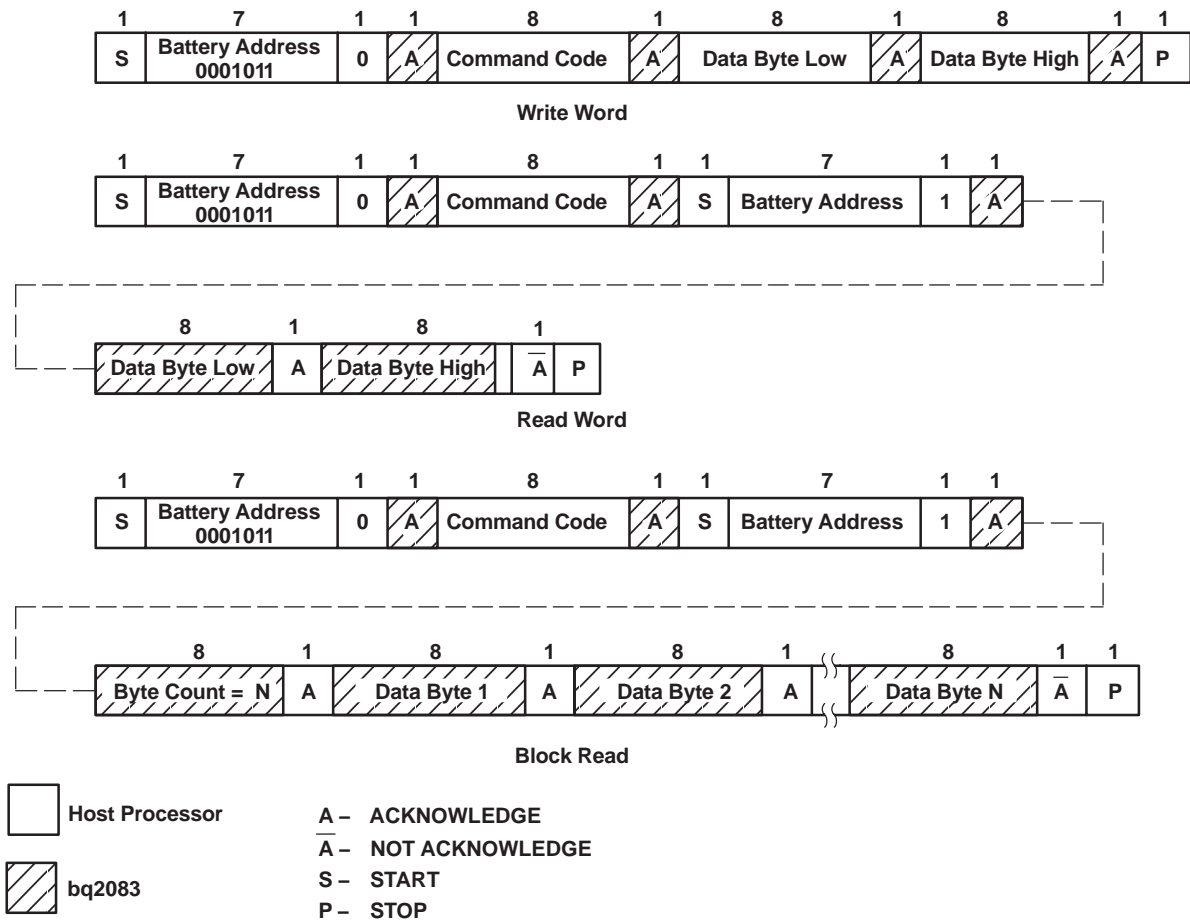 1 7 1 1 8 1 8 1 8 1 1
S Battery Address 0001011 0 A Command Code A Data Byte Low A Data Byte High A P
Write Word
1 7 1 1 8 1 1 7 1 1
S Battery Address 0001011 0 A Command Code A S Battery Address 1 A
8 1 8 1
Data Byte Low A Data Byte High A̅ P
Read Word
1 7 1 1 8 1 1 7 1 1
S Battery Address 0001011 0 A Command Code A S Battery Address 1 A
8 1 8 1 8 1 8 1 1
Byte Count = N A Data Byte 1 A Data Byte 2 A Data Byte N A̅ P
Block Read
Host Processor
bq2083
A – ACKNOWLEDGE
A̅ – NOT ACKNOWLEDGE
S – START
P – STOP